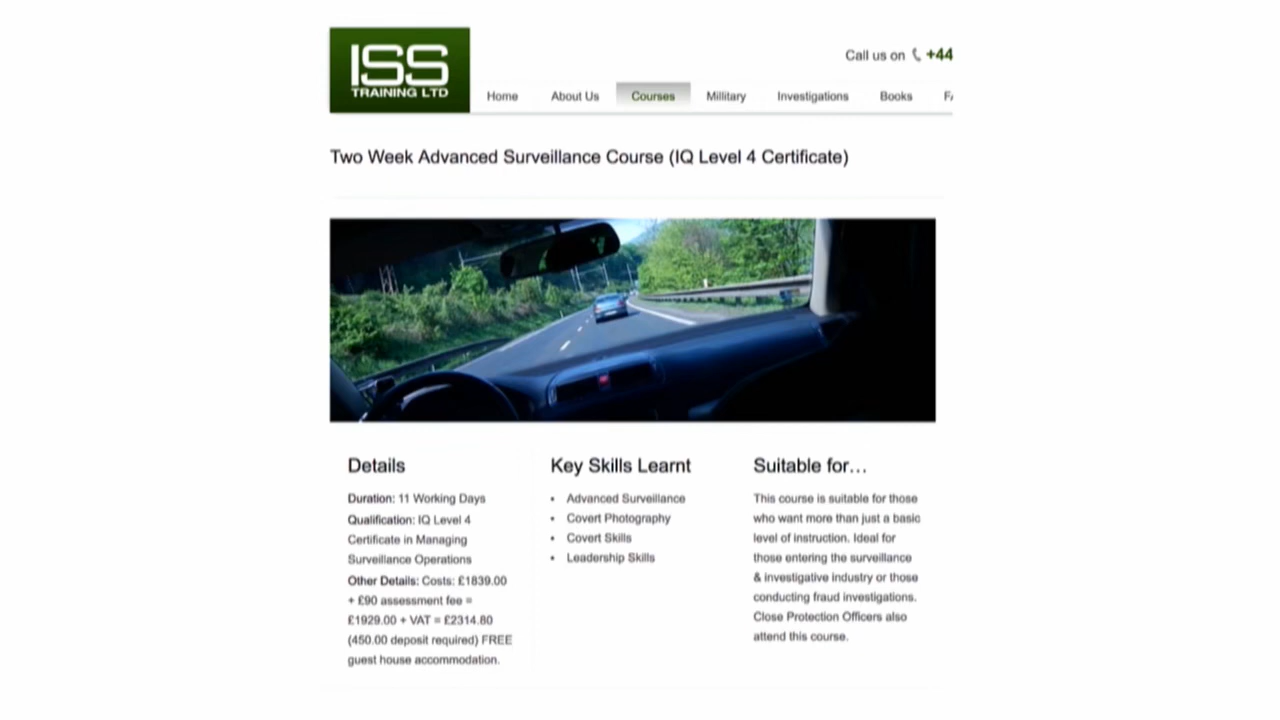 ISS
TRAINING LTD
Call us on +44
Home About Us Courses Millitary Investigations Books
Two Week Advanced Surveillance Course (IQ Level 4 Certificate)
Details
Duration: 11 Working Days
Qualification: IQ Level 4
Certificate in Managing
Surveillance Operations
Other Details: Costs: £1839.00
+ £90 assessment fee =
£1929.00 + VAT = £2314.80
(450.00 deposit required) FREE
guest house accommodation.
Key Skills Learnt
• Advanced Surveillance
• Covert Photography
• Covert Skills
• Leadership Skills
Suitable for…
This course is suitable for those
who want more than just a basic
level of instruction. Ideal for
those entering the surveillance
& investigative industry or those
conducting fraud investigations.
Close Protection Officers also
attend this course.